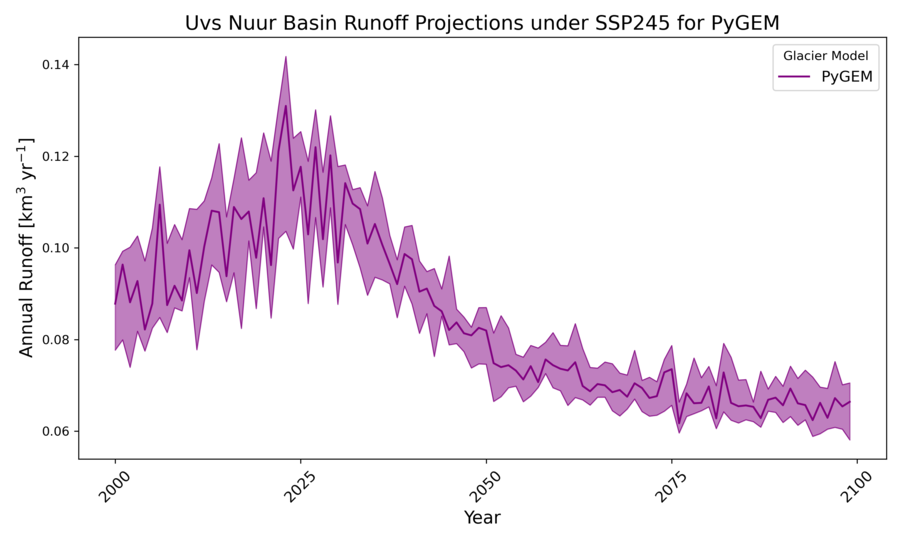 Uvs Nuur Basin Runoff Projections under SSP245 for PyGEM
Glacier Model
PyGEM
Annual Runoff [km³ yr⁻¹]
0.14
0.12
0.10
0.08
0.06
2000
2025
2050
2075
2100
Year